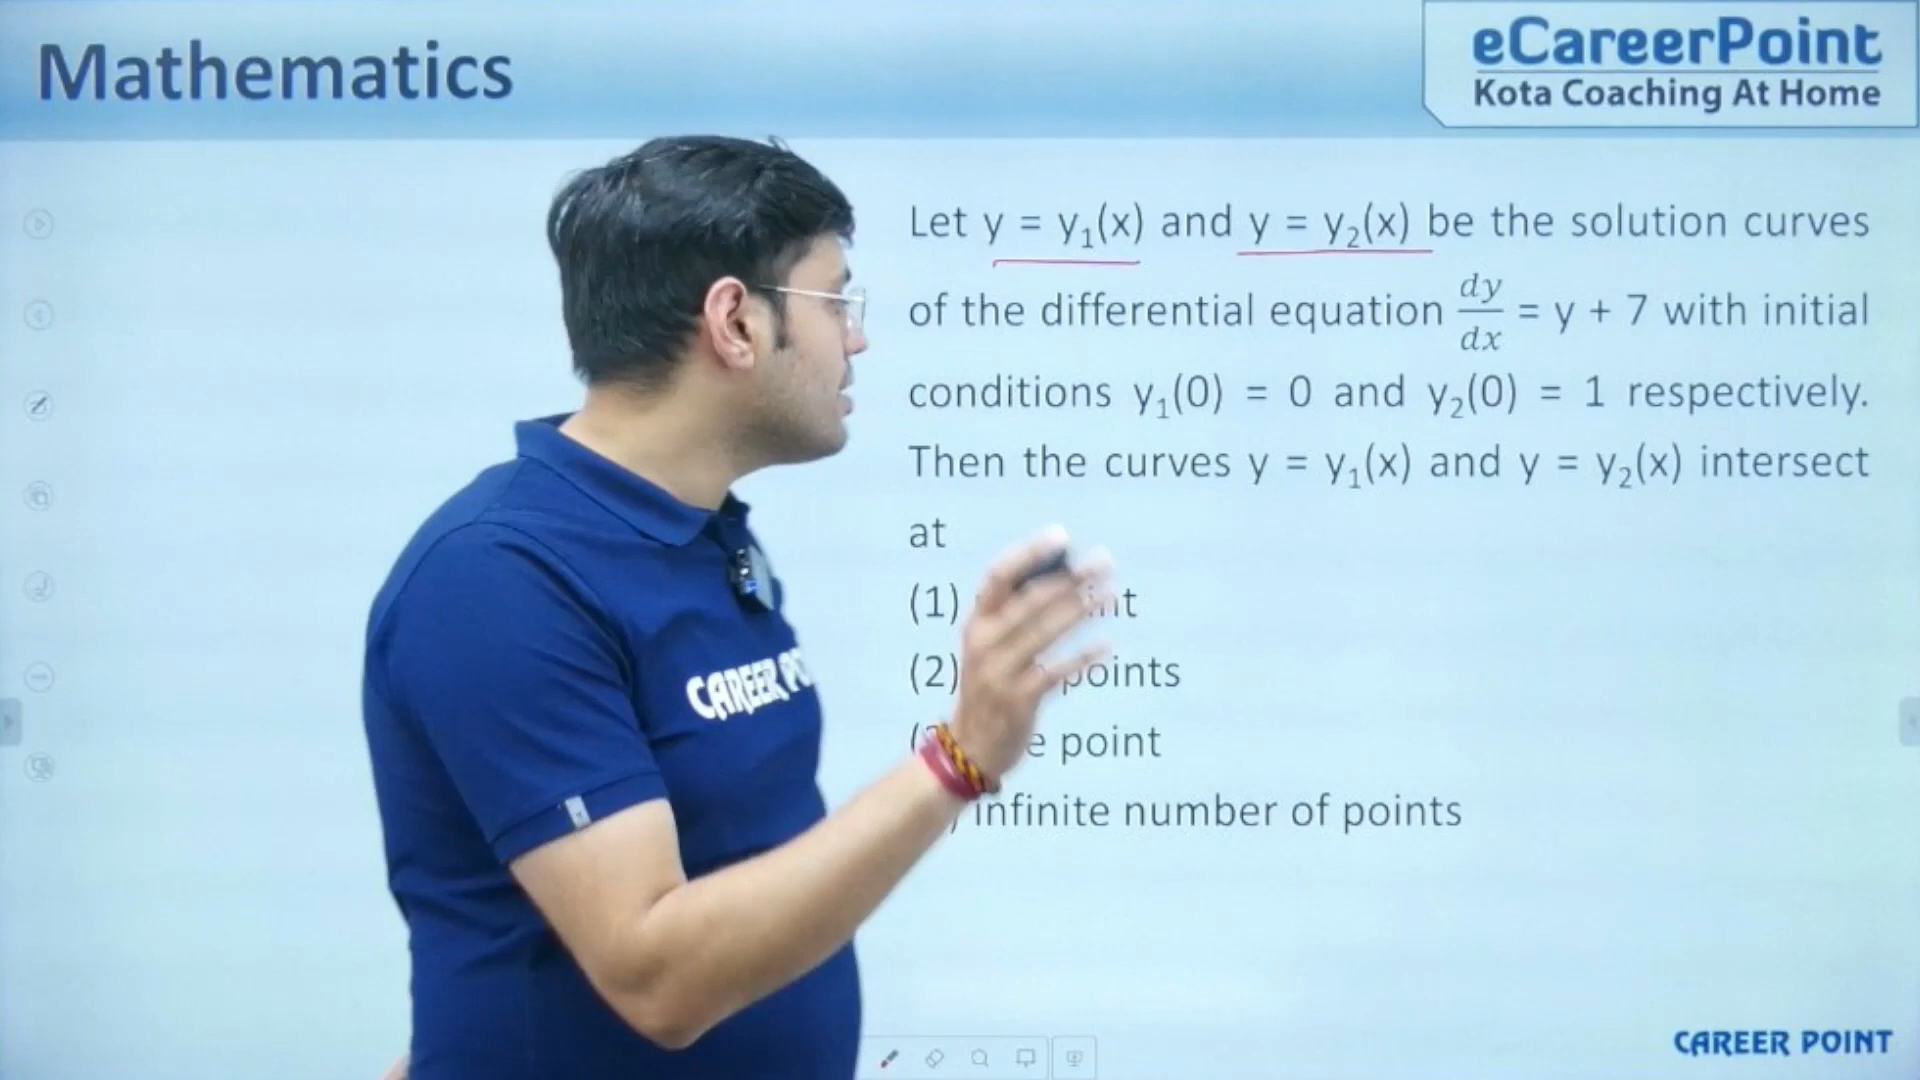 Mathematics
eCareerPoint
Kota Coaching At Home
Let y = y₁(x) and y = y₂(x) be the solution curves
of the differential equation dy/dx = y + 7 with initial
conditions y₁(0) = 0 and y₂(0) = 1 respectively.
Then the curves y = y₁(x) and y = y₂(x) intersect
at
(1)
(2) points
point
infinite number of points
CAREER
CAREER POINT